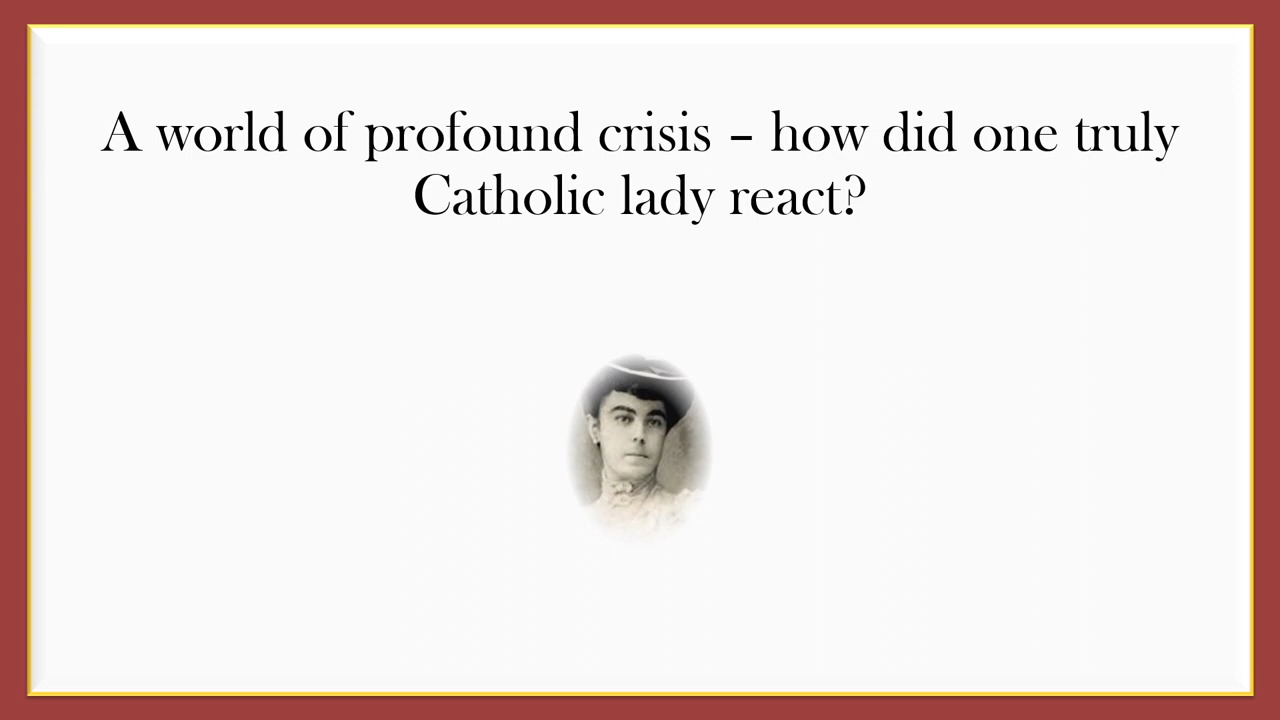 A world of profound crisis – how did one truly
Catholic lady react?